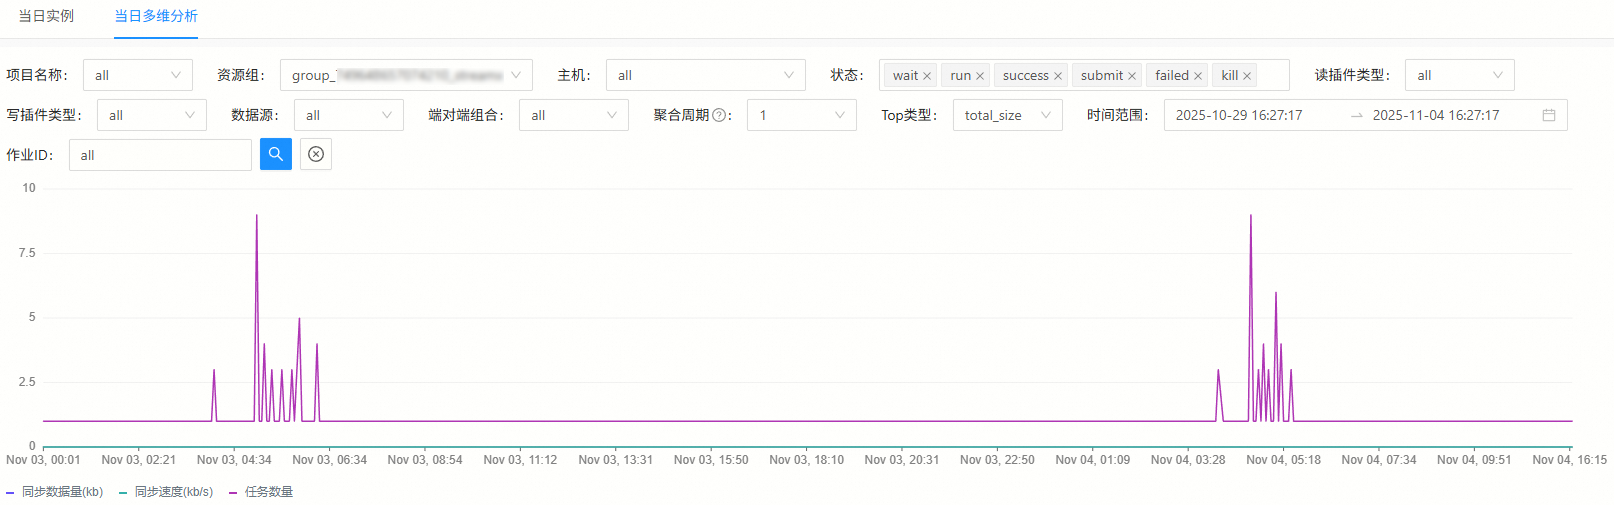 当日实例 当日多维分析
项目名称： all 资源组： group_ 主机： all 状态： wait × run × success × submit × failed × kill × 读插件类型： all
写插件类型： all 数据源： all 端对端组合： all 聚合周期?： 1 Top类型： total_size 时间范围： 2025-10-29 16:27:17 → 2025-11-04 16:27:17
作业ID： all
10
7.5
5
2.5
0
Nov 03, 00:01 Nov 03, 02:21 Nov 03, 04:34 Nov 03, 06:34 Nov 03, 08:54 Nov 03, 11:12 Nov 03, 13:31 Nov 03, 15:50 Nov 03, 18:10 Nov 03, 20:31 Nov 03, 22:50 Nov 04, 01:09 Nov 04, 03:28 Nov 04, 05:18 Nov 04, 07:34 Nov 04, 09:51 Nov 04, 16:15
同步数据量(kb) 同步速度(kb/s) 任务数量